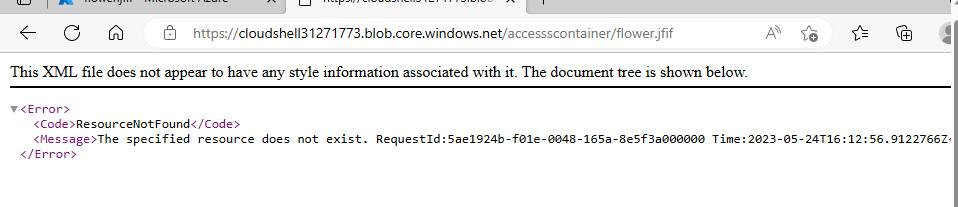 flower.jfif - Microsoft Azure
https://cloudshell31271773.blob
https://cloudshell31271773.blob.core.windows.net/accessscontainer/flower.jfif
This XML file does not appear to have any style information associated with it. The document tree is shown below.
▼<Error>
<Code>ResourceNotFound</Code>
<Message>The specified resource does not exist. RequestId:5ae1924b-f01e-0048-165a-8e5f3a000000 Time:2023-05-24T16:12:56.9122766Z<
</Error>